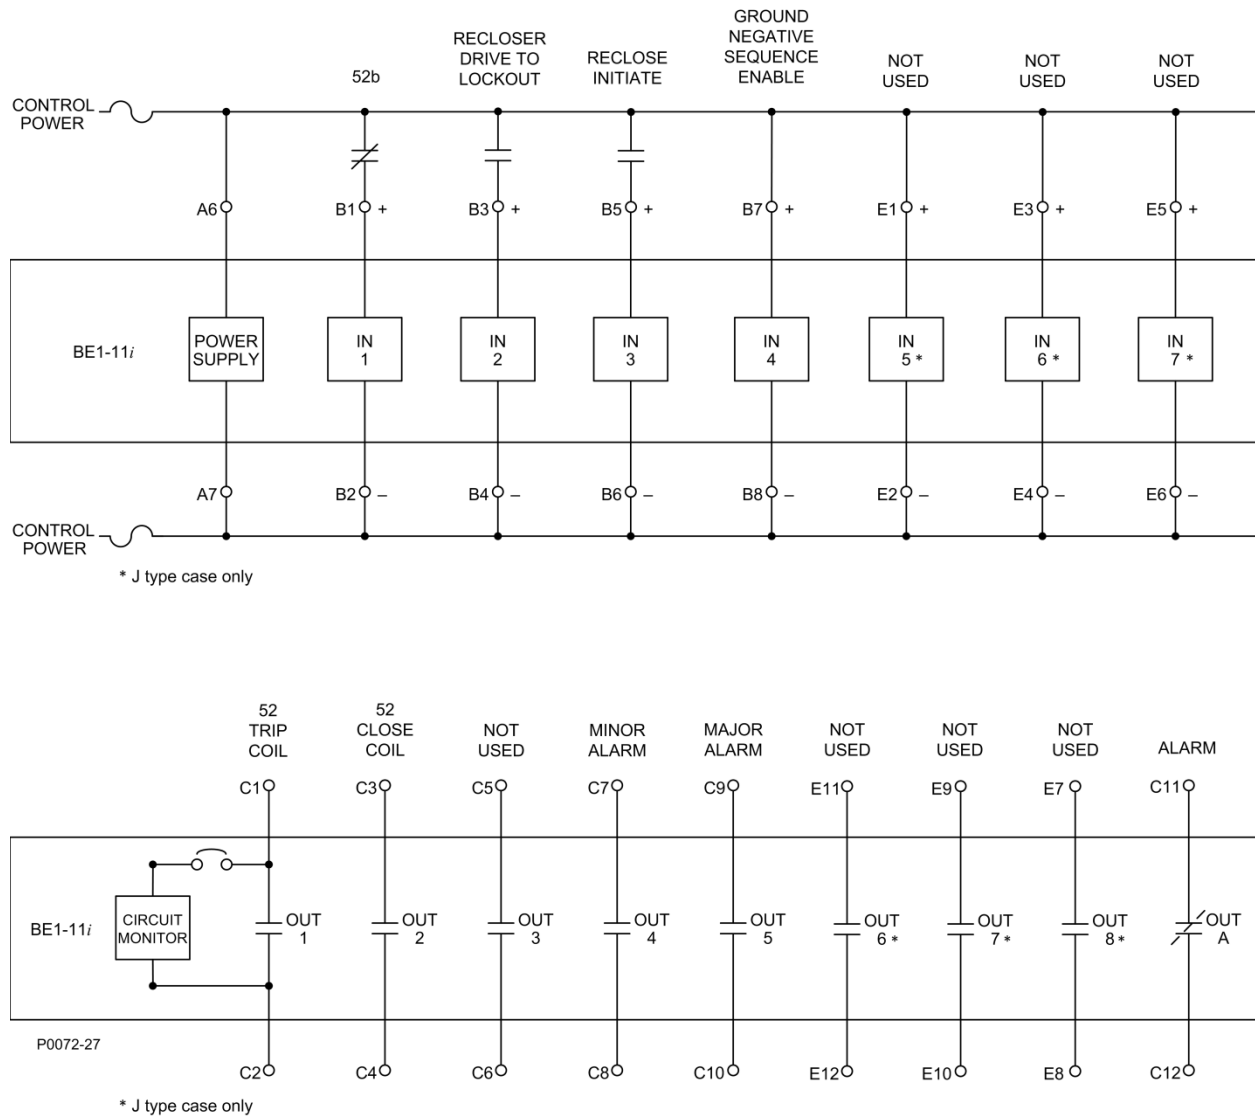 GROUND
NEGATIVE
SEQUENCE
ENABLE
RECLOSER
DRIVE TO
LOCKOUT
RECLOSE
INITIATE
52b
NOT
USED
NOT
USED
NOT
USED
CONTROL
POWER
A6
B1 +
B3 +
B5 +
B7 +
E1 +
E3 +
E5 +
BE1-11i
POWER
SUPPLY
IN
1
IN
2
IN
3
IN
4
IN
5 *
IN
6 *
IN
7 *
A7
B2 –
B4 –
B6 –
B8 –
E2 –
E4 –
E6 –
CONTROL
POWER
* J type case only
52
TRIP
COIL
52
CLOSE
COIL
NOT
USED
MINOR
ALARM
MAJOR
ALARM
NOT
USED
NOT
USED
NOT
USED
ALARM
C1
C3
C5
C7
C9
E11
E9
E7
C11
BE1-11i
CIRCUIT
MONITOR
OUT
1
OUT
2
OUT
3
OUT
4
OUT
5
OUT
6 *
OUT
7 *
OUT
8 *
OUT
A
P0072-27
C2
C4
C6
C8
C10
E12
E10
E8
C12
* J type case only